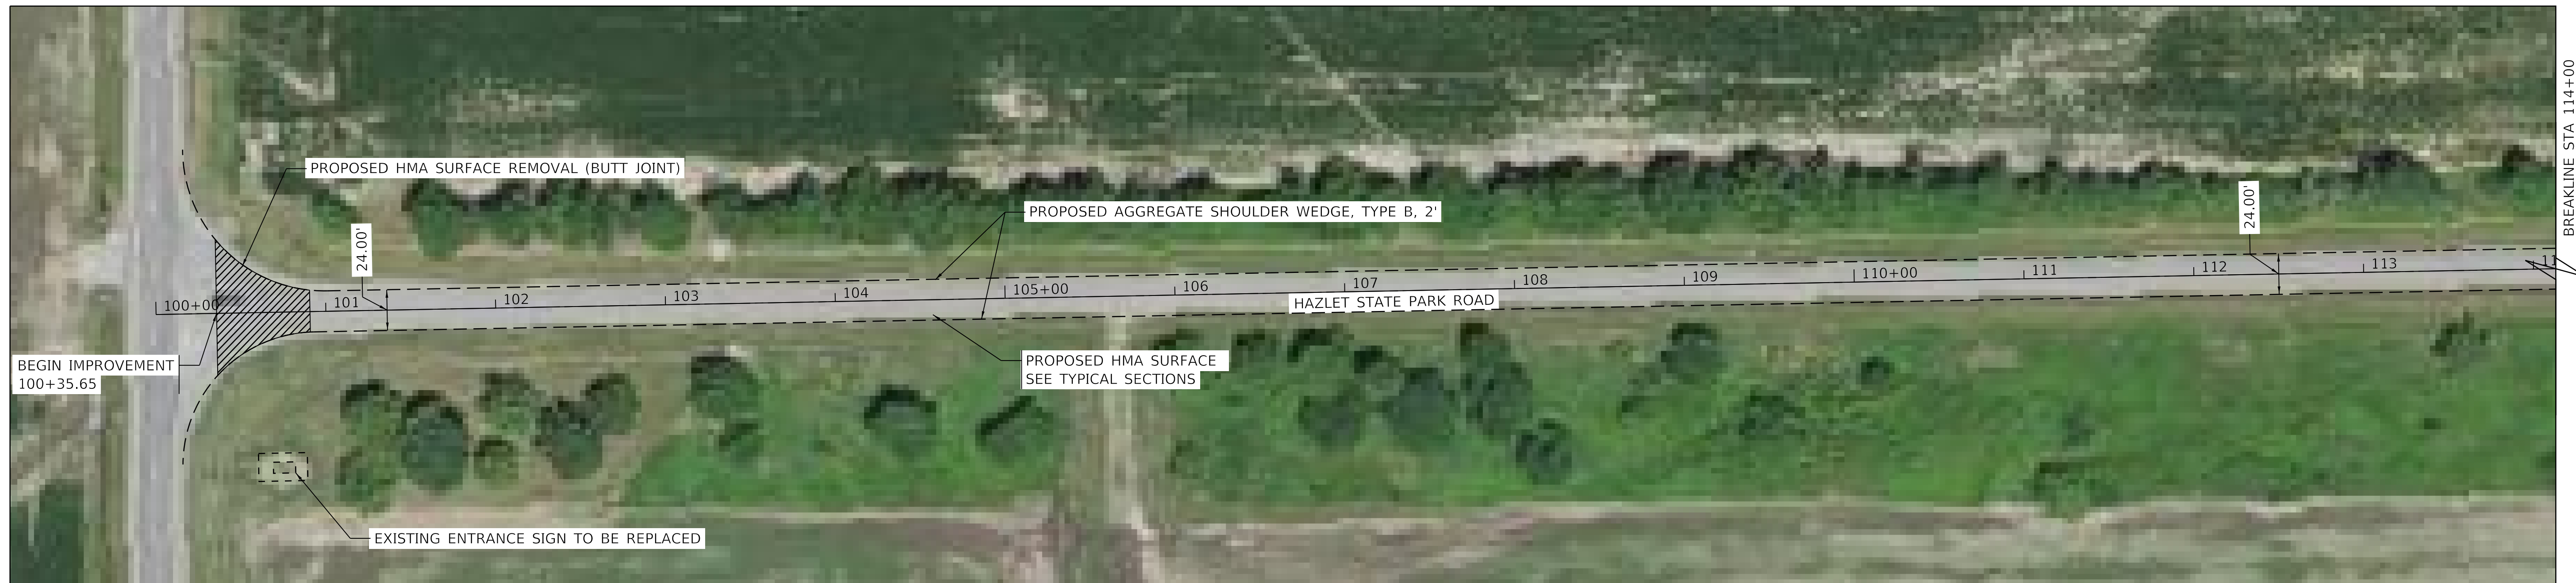 PROPOSED HMA SURFACE REMOVAL (BUTT JOINT)
PROPOSED AGGREGATE SHOULDER WEDGE, TYPE B, 2'
24.00'
24.00'
BREAKLINE STA 114+00
100+00
101
102
103
104
105+00
106
107
108
109
110+00
111
112
113
11
HAZLET STATE PARK ROAD
BEGIN IMPROVEMENT
100+35.65
PROPOSED HMA SURFACE
SEE TYPICAL SECTIONS
EXISTING ENTRANCE SIGN TO BE REPLACED